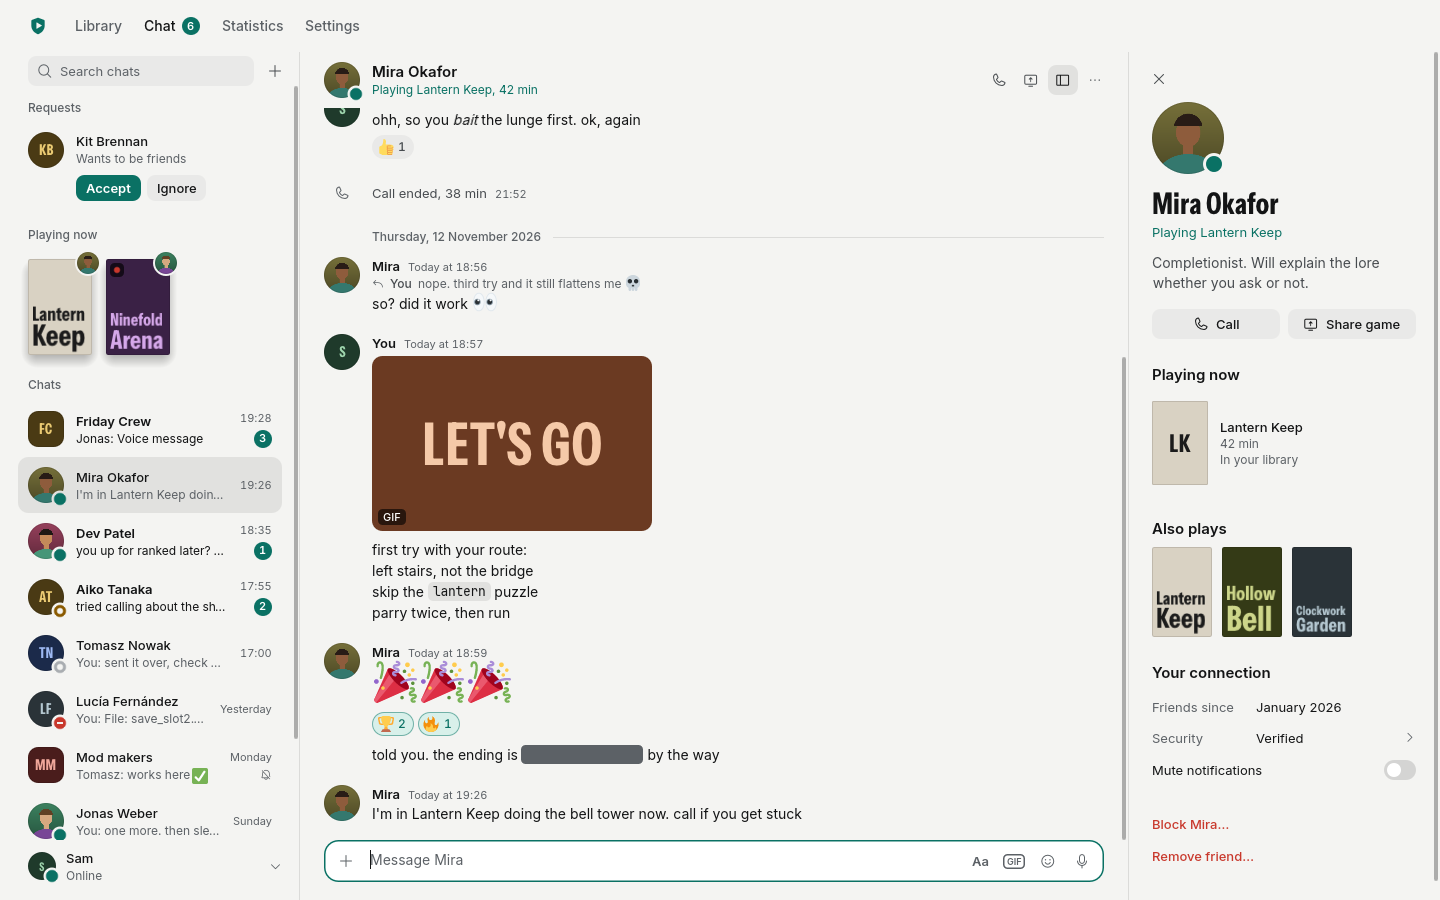 Library
Chat 6
Statistics
Settings
Search chats
Requests
KB
Kit Brennan
Wants to be friends
Accept
Ignore
Playing now
Lantern
Keep
Ninefold
Arena
Chats
FC
Friday Crew
19:28
Jonas: Voice message
3
Mira Okafor
19:26
I'm in Lantern Keep doin...
Dev Patel
18:35
you up for ranked later? ...
1
AT
Aiko Tanaka
17:55
tried calling about the sh...
2
TN
Tomasz Nowak
17:00
You: sent it over, check ...
LF
Lucía Fernández
Yesterday
You: File: save_slot2....
MM
Mod makers
Monday
Tomasz: works here ✅
Jonas Weber
Sunday
You: one more. then sle...
S
Sam
Online
Mira Okafor
Playing Lantern Keep, 42 min
S
ohh, so you bait the lunge first. ok, again
👍 1
Call ended, 38 min 21:52
Thursday, 12 November 2026
Mira Today at 18:56
You nope. third try and it still flattens me 💀
so? did it work 👀
S
You Today at 18:57
LET'S GO
GIF
first try with your route:
left stairs, not the bridge
skip the lantern puzzle
parry twice, then run
Mira Today at 18:59
🎉🎉🎉
🏆 2 🔥 1
told you. the ending is by the way
Mira Today at 19:26
I'm in Lantern Keep doing the bell tower now. call if you get stuck
Message Mira
Aa
GIF
Mira Okafor
Playing Lantern Keep
Completionist. Will explain the lore
whether you ask or not.
Call
Share game
Playing now
LK
Lantern Keep
42 min
In your library
Also plays
Lantern
Keep
Hollow
Bell
Clockwork
Garden
Your connection
Friends since January 2026
Security Verified
Mute notifications
Block Mira...
Remove friend...